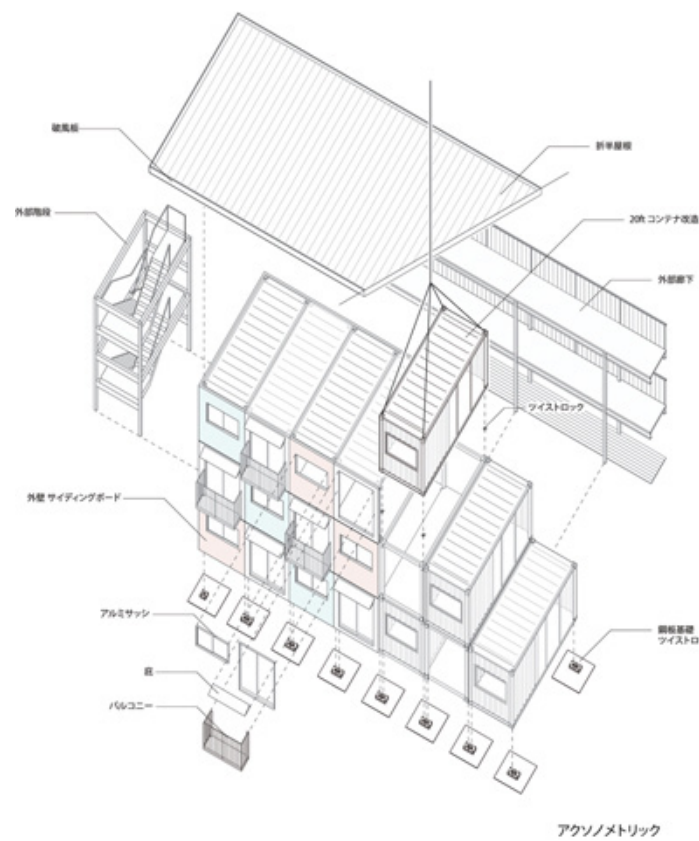 破風板
折半屋根
外部階段
20ft コンテナ改造
外部廊下
ツイストロック
外壁 サイディングボード
アルミサッシ
庇
鋼板基礎
ツイストロ
バルコニー
アクソノメトリック